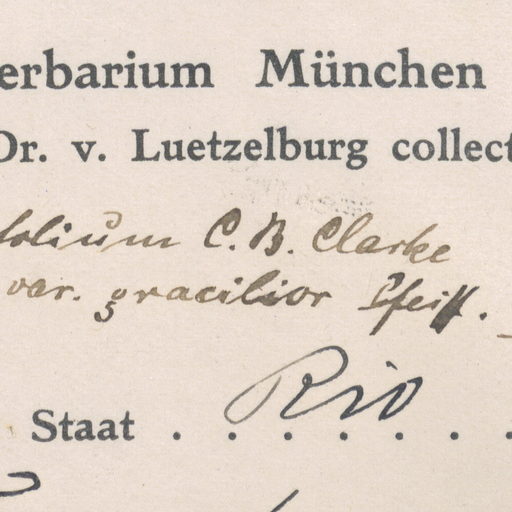 erbarium München
Dr. v. Luetzelburg collect
folium C. B. Clarke
var. gracilior Pfeiff.
Staat . . . . . . . Rio